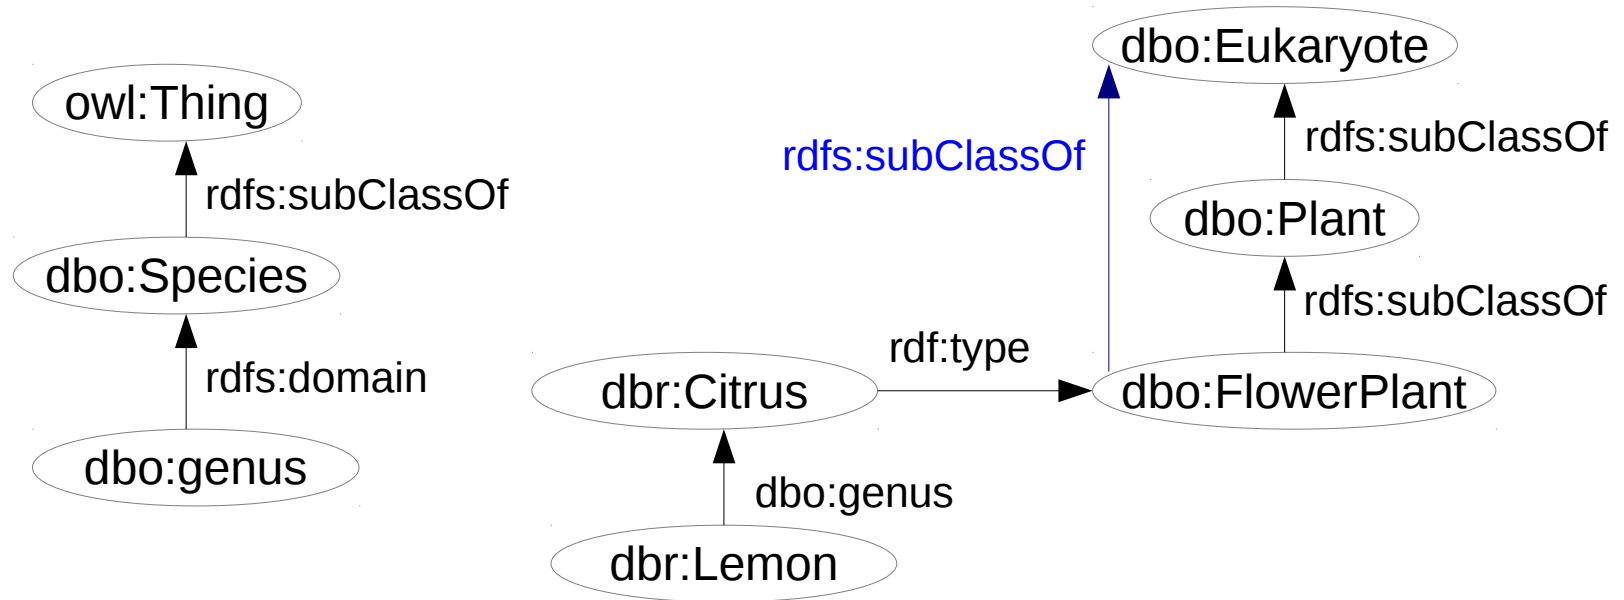 dbo:Eukaryote
owl:Thing
rdfs:subClassOf
rdfs:subClassOf
rdfs:subClassOf
dbo:Plant
dbo:Species
rdfs:subClassOf
rdf:type
rdfs:domain
dbr:Citrus
dbo:FlowerPlant
dbo:genus
dbo:genus
dbr:Lemon